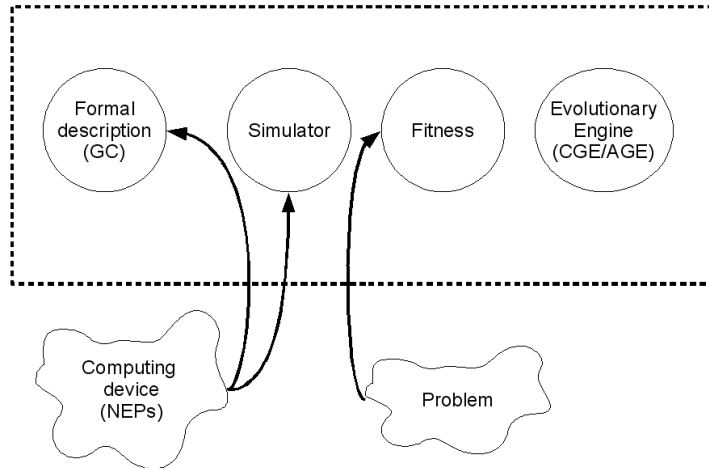 Formal
description
(GC)
Simulator
Fitness
Evolutionary
Engine
(CGE/AGE)
Computing
device
(NEPs)
Problem